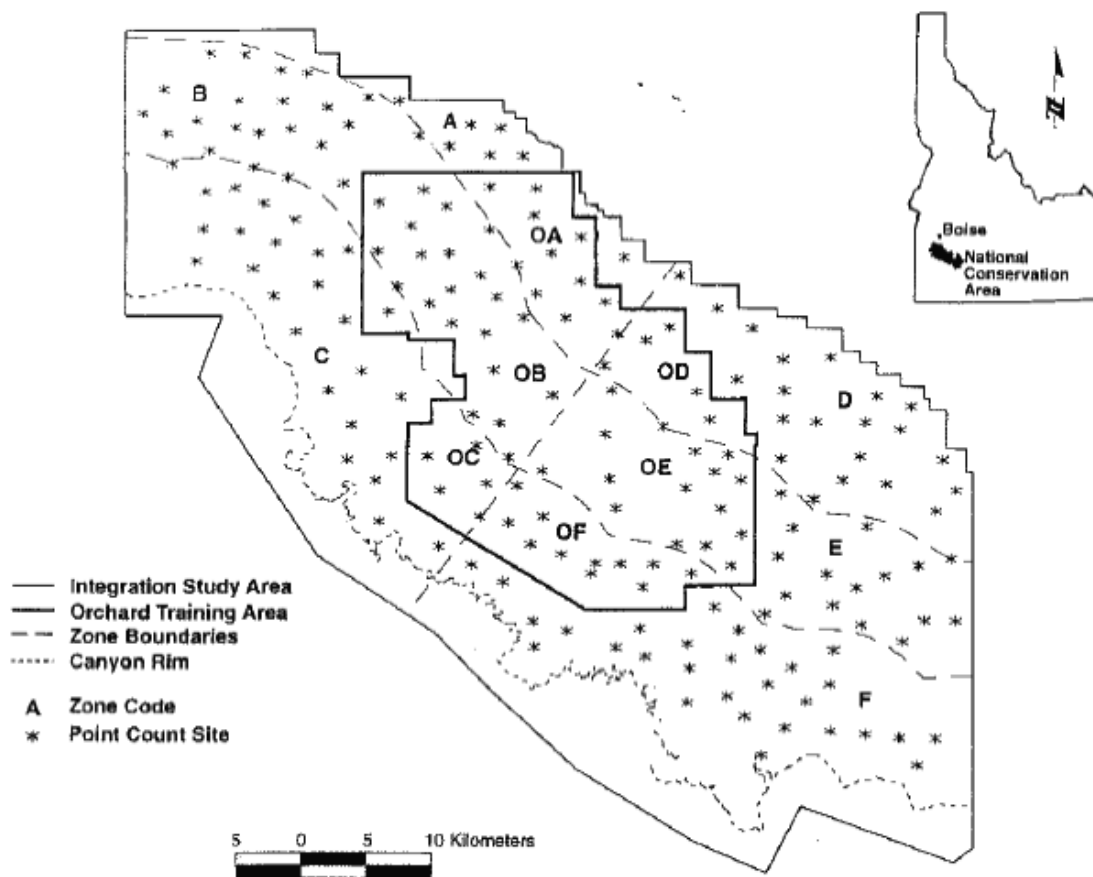 B
A
OA
C
OB
OD
D
OC
OE
OF
E
F
N
Boise
National
Conservation
Area
Integration Study Area
Orchard Training Area
Zone Boundaries
Canyon Rim
A Zone Code
* Point Count Site
5 0 5 10 Kilometers